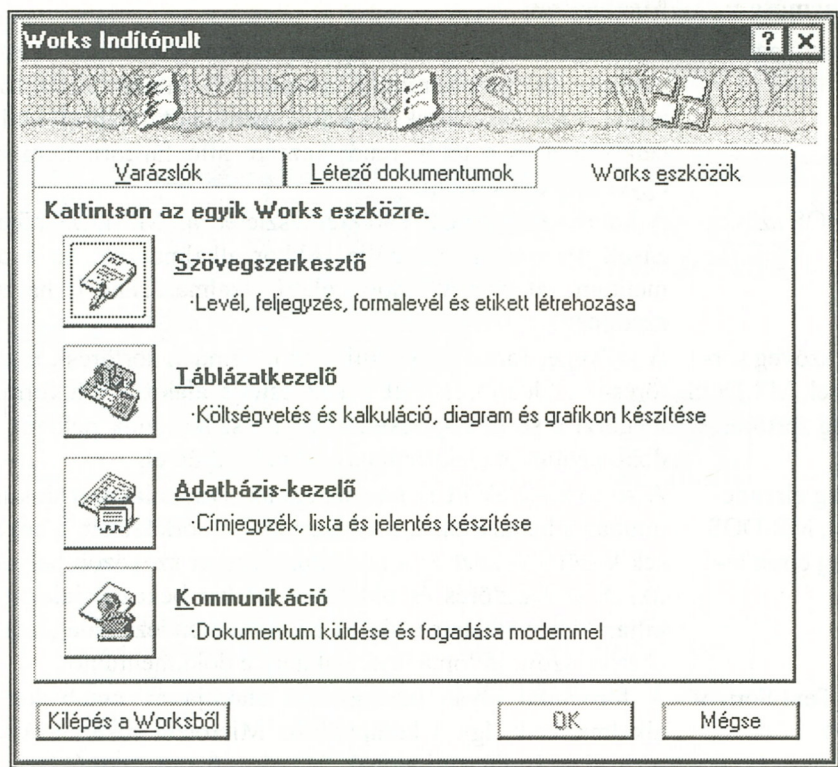 Works Indítópult
WORKS
WO
Varázslók
Létező dokumentumok
Works eszközök
Kattintson az egyik Works eszközre.
Szövegszerkesztő
·Levél, feljegyzés, formalevél és etikett létrehozása
Táblázatkezelő
·Költségvetés és kalkuláció, diagram és grafikon készítése
Adatbázis-kezelő
·Címjegyzék, lista és jelentés készítése
Kommunikáció
·Dokumentum küldése és fogadása modemmel
Kilépés a Worksből
OK
Mégse